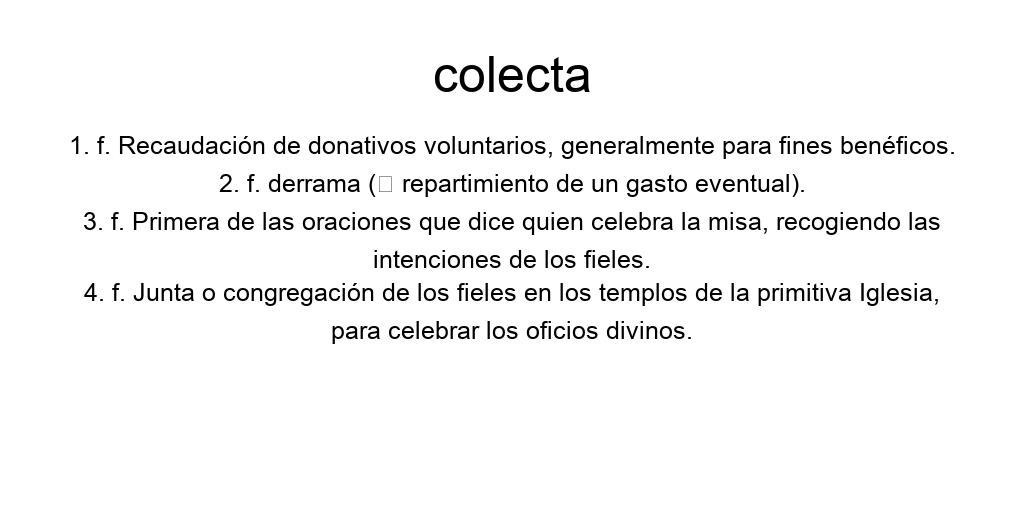 colecta
1. f. Recaudación de donativos voluntarios, generalmente para fines benéficos.
2. f. derrama (▯ repartimiento de un gasto eventual).
3. f. Primera de las oraciones que dice quien celebra la misa, recogiendo las
intenciones de los fieles.
4. f. Junta o congregación de los fieles en los templos de la primitiva Iglesia,
para celebrar los oficios divinos.